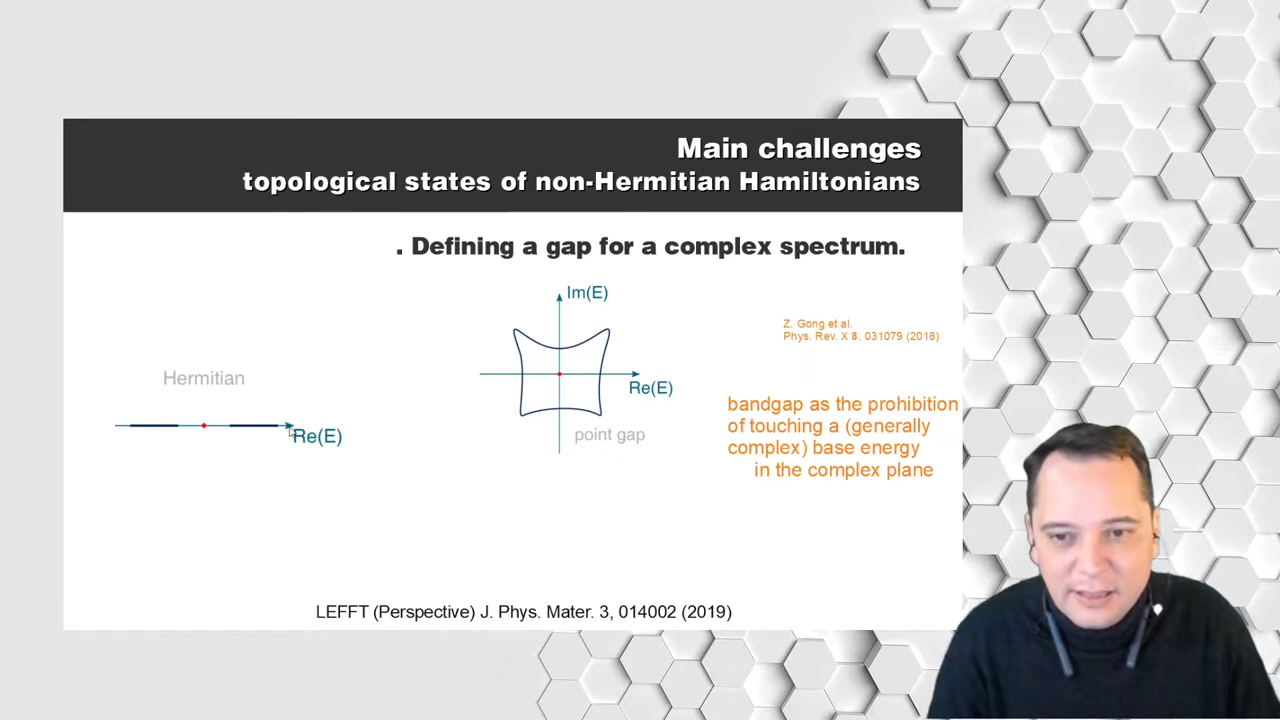 Main challenges
topological states of non-Hermitian Hamiltonians
. Defining a gap for a complex spectrum.
Im(E)
Z. Gong et al.
Phys. Rev. X 8, 031079 (2018)
Hermitian
Re(E)
Re(E)
point gap
bandgap as the prohibition
of touching a (generally
complex) base energy
in the complex plane
LEFFT (Perspective) J. Phys. Mater. 3, 014002 (2019)